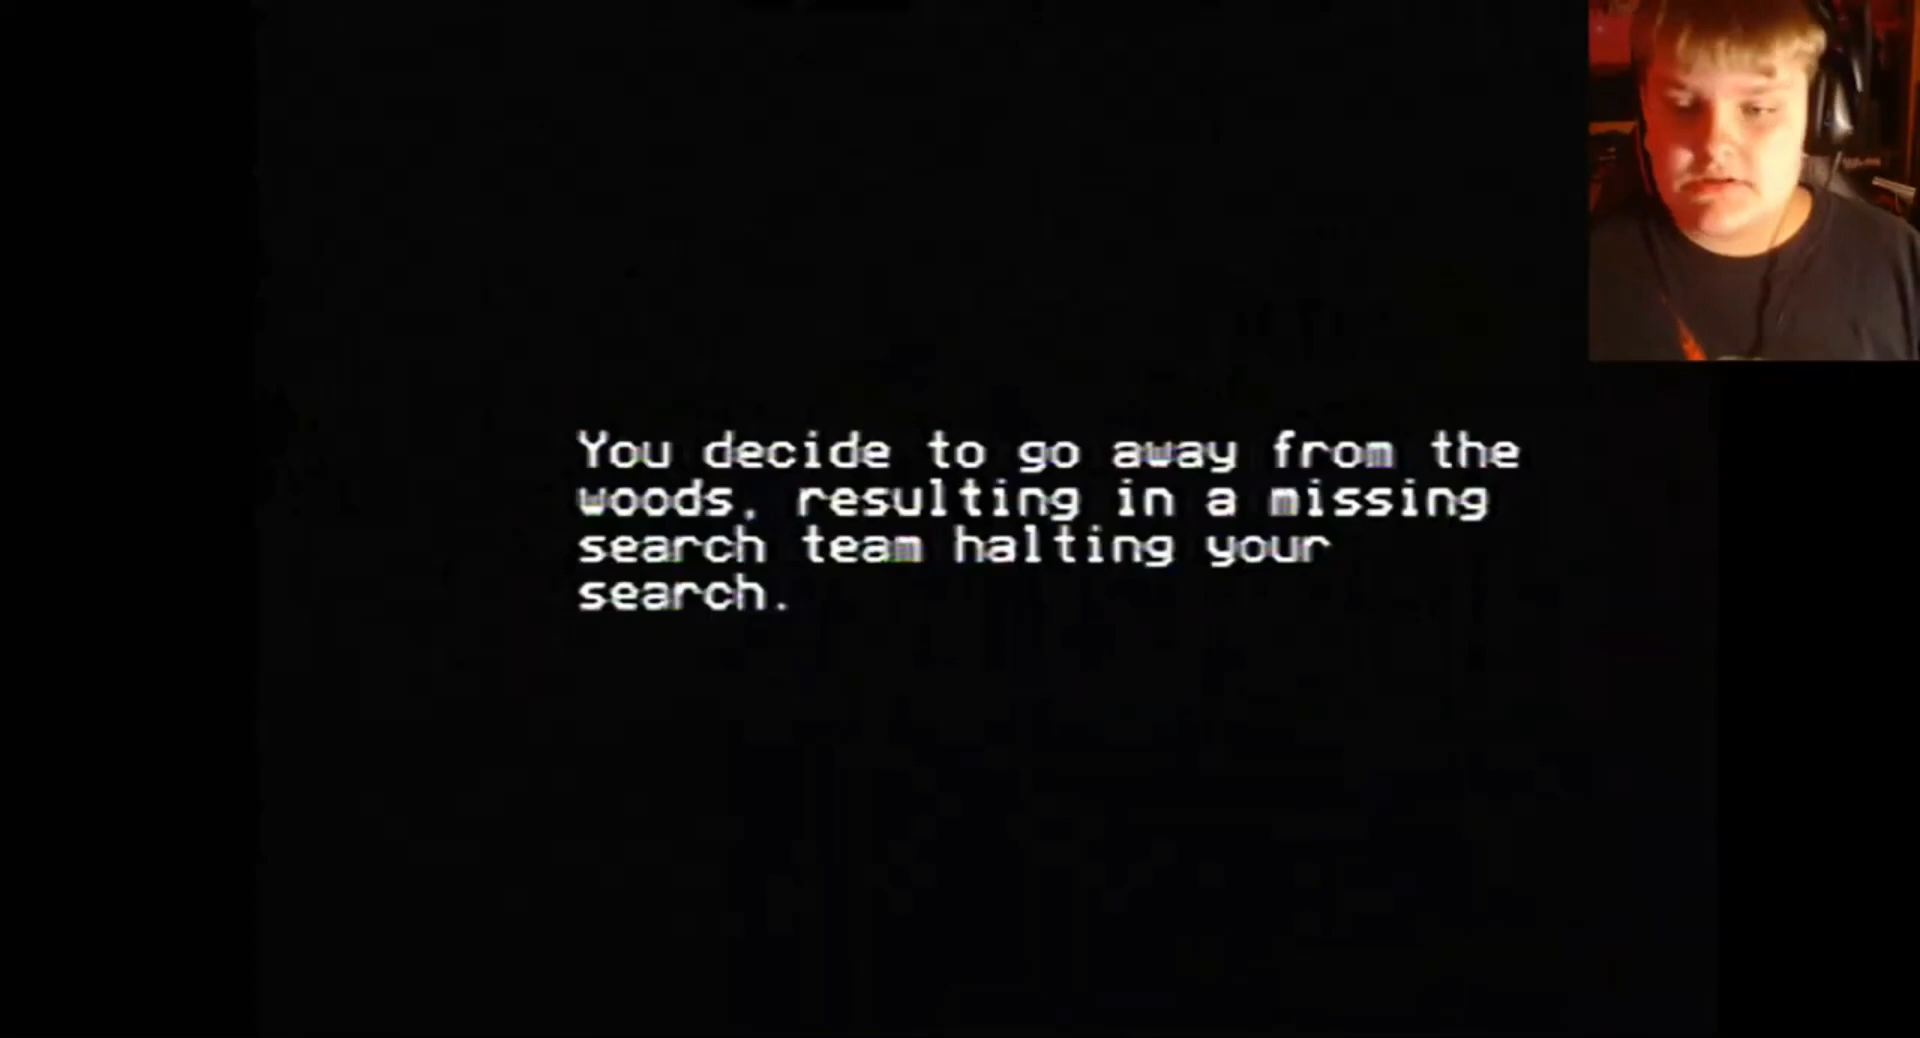 You decide to go away from the
woods, resulting in a missing
search team halting your
search.